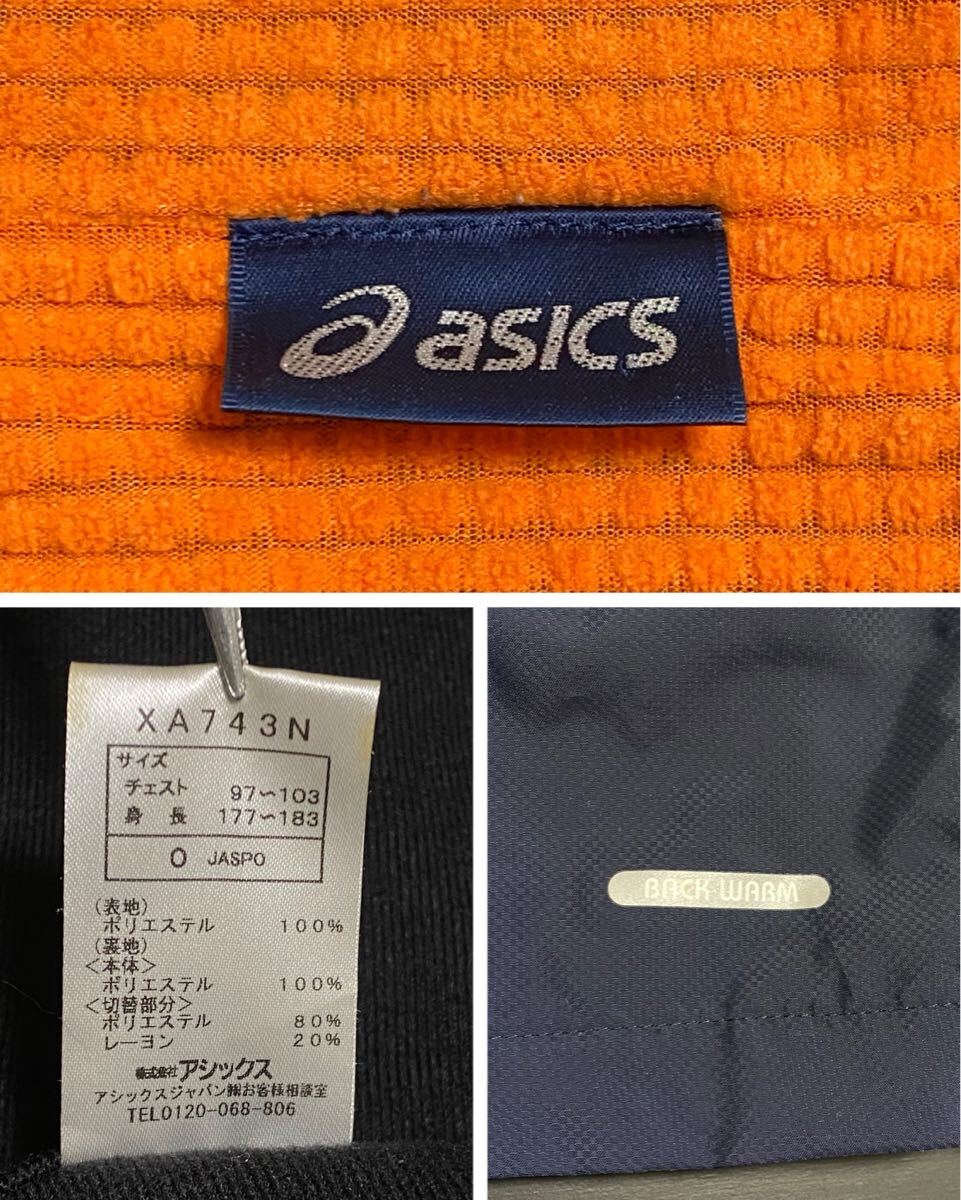 asics
XA743N
サイズ
チェスト 97~103
身長 177~183
O JASPO
(表地)
ポリエステル 100%
(裏地)
<本体>
ポリエステル 100%
<切替部分>
ポリエステル 80%
レーヨン 20%
株式会社アシックス
アシックスジャパン㈱お客様相談室
TEL0120-068-806
BACK WARM